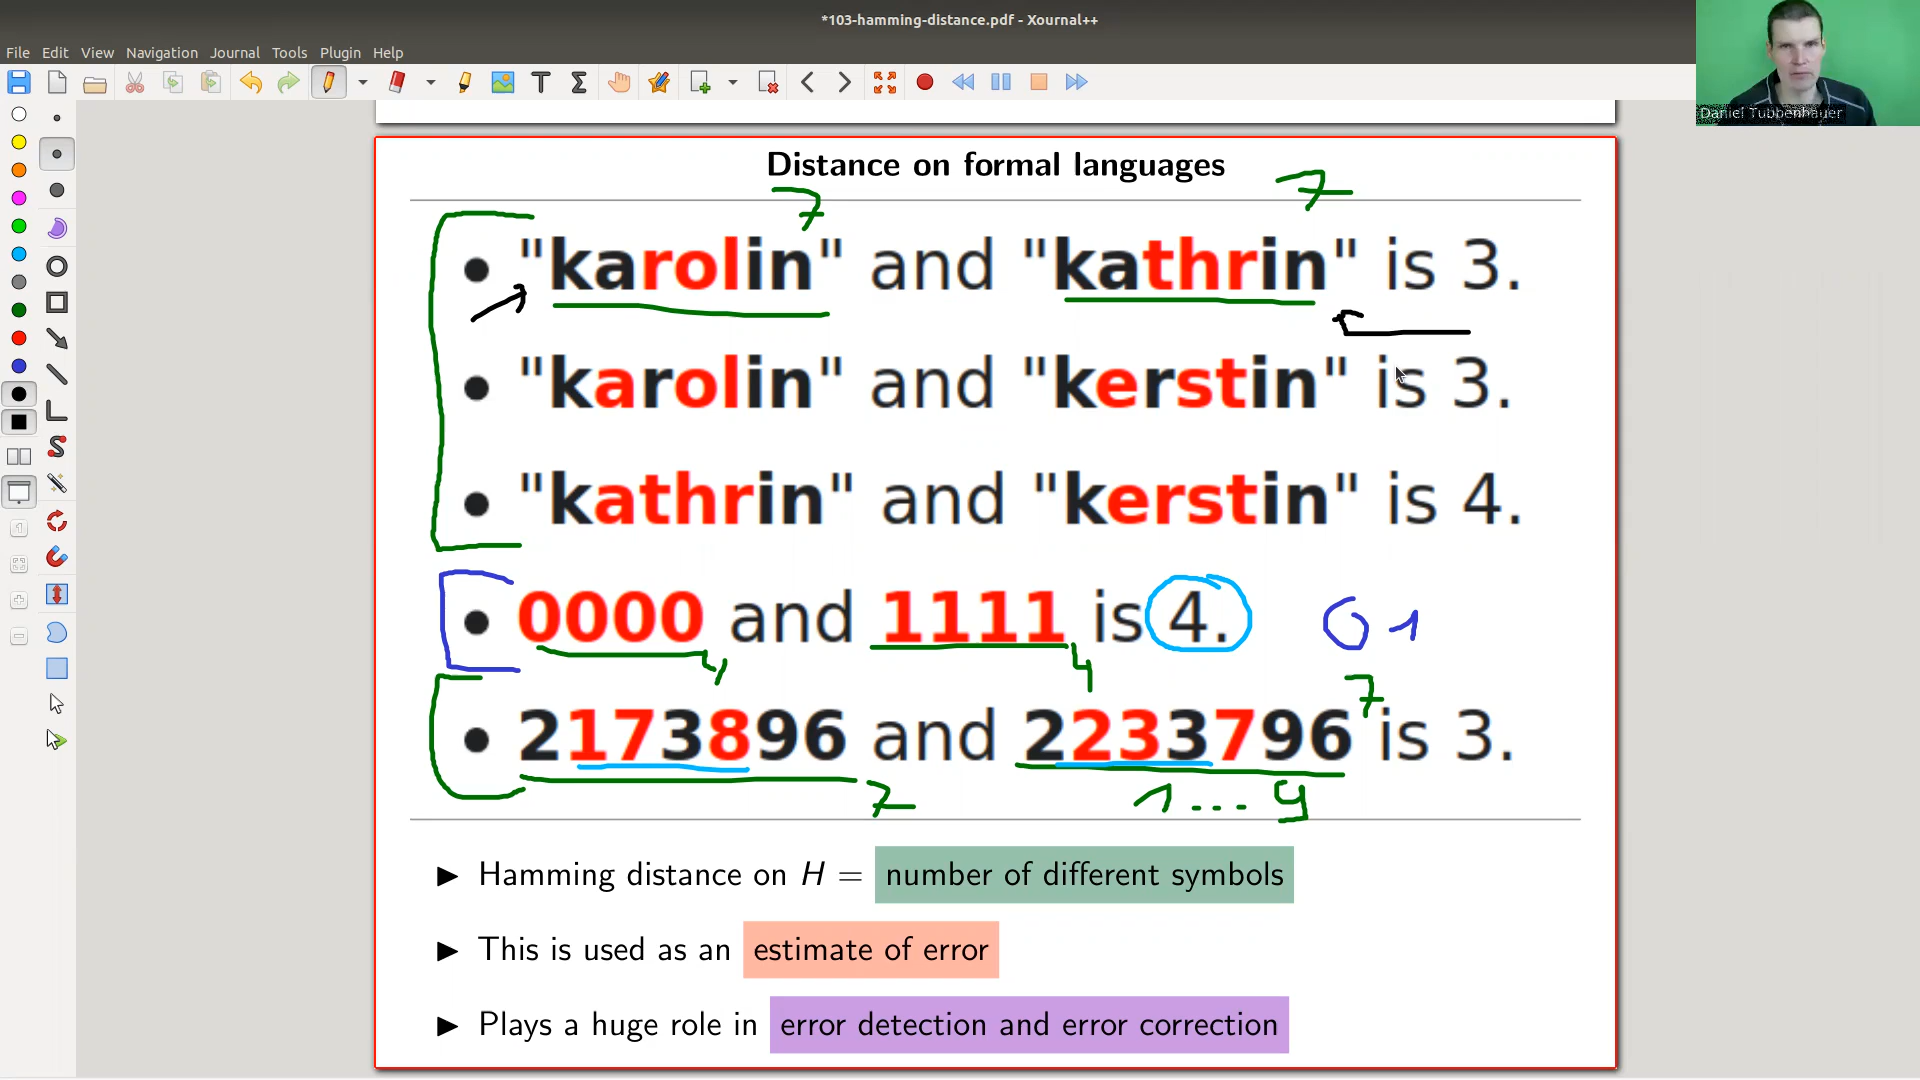 *103-hamming-distance.pdf - Xournal++
File Edit View Navigation Journal Tools Plugin Help
Daniel Tubbenhauer
Distance on formal languages
7 7
• "karolin" and "kathrin" is 3.
• "karolin" and "kerstin" is 3.
• "kathrin" and "kerstin" is 4.
• 0000 and 1111 is 4. 0 1
4 4 7
• 2173896 and 2233796 is 3.
7 1 ... 9
▶ Hamming distance on H = number of different symbols
▶ This is used as an estimate of error
▶ Plays a huge role in error detection and error correction